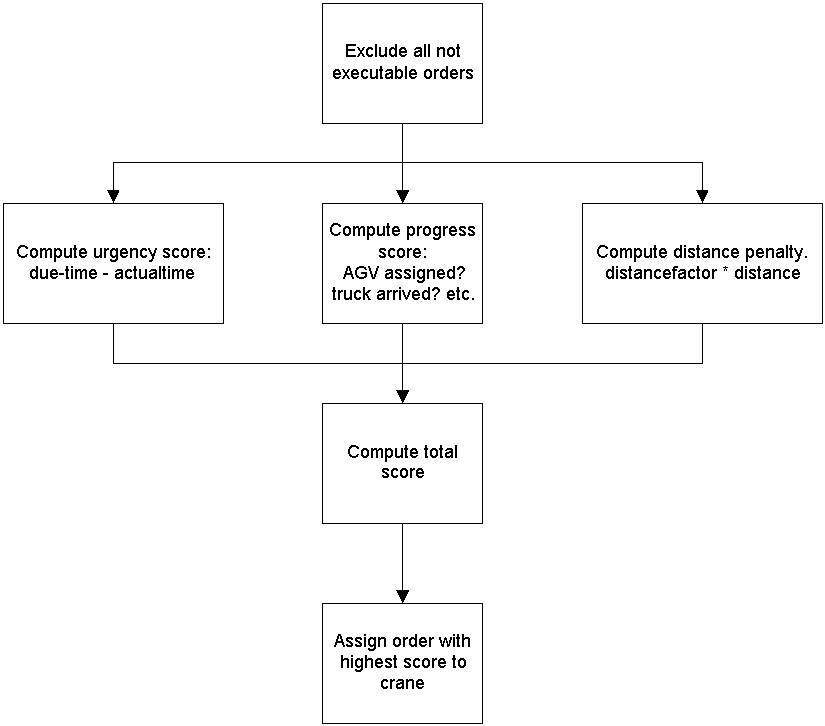 Exclude all not
executable orders
Compute urgency score:
due-time - actualtime
Compute progress
score:
AGV assigned?
truck arrived? etc.
Compute distance penalty.
distancefactor * distance
Compute total
score
Assign order with
highest score to
crane